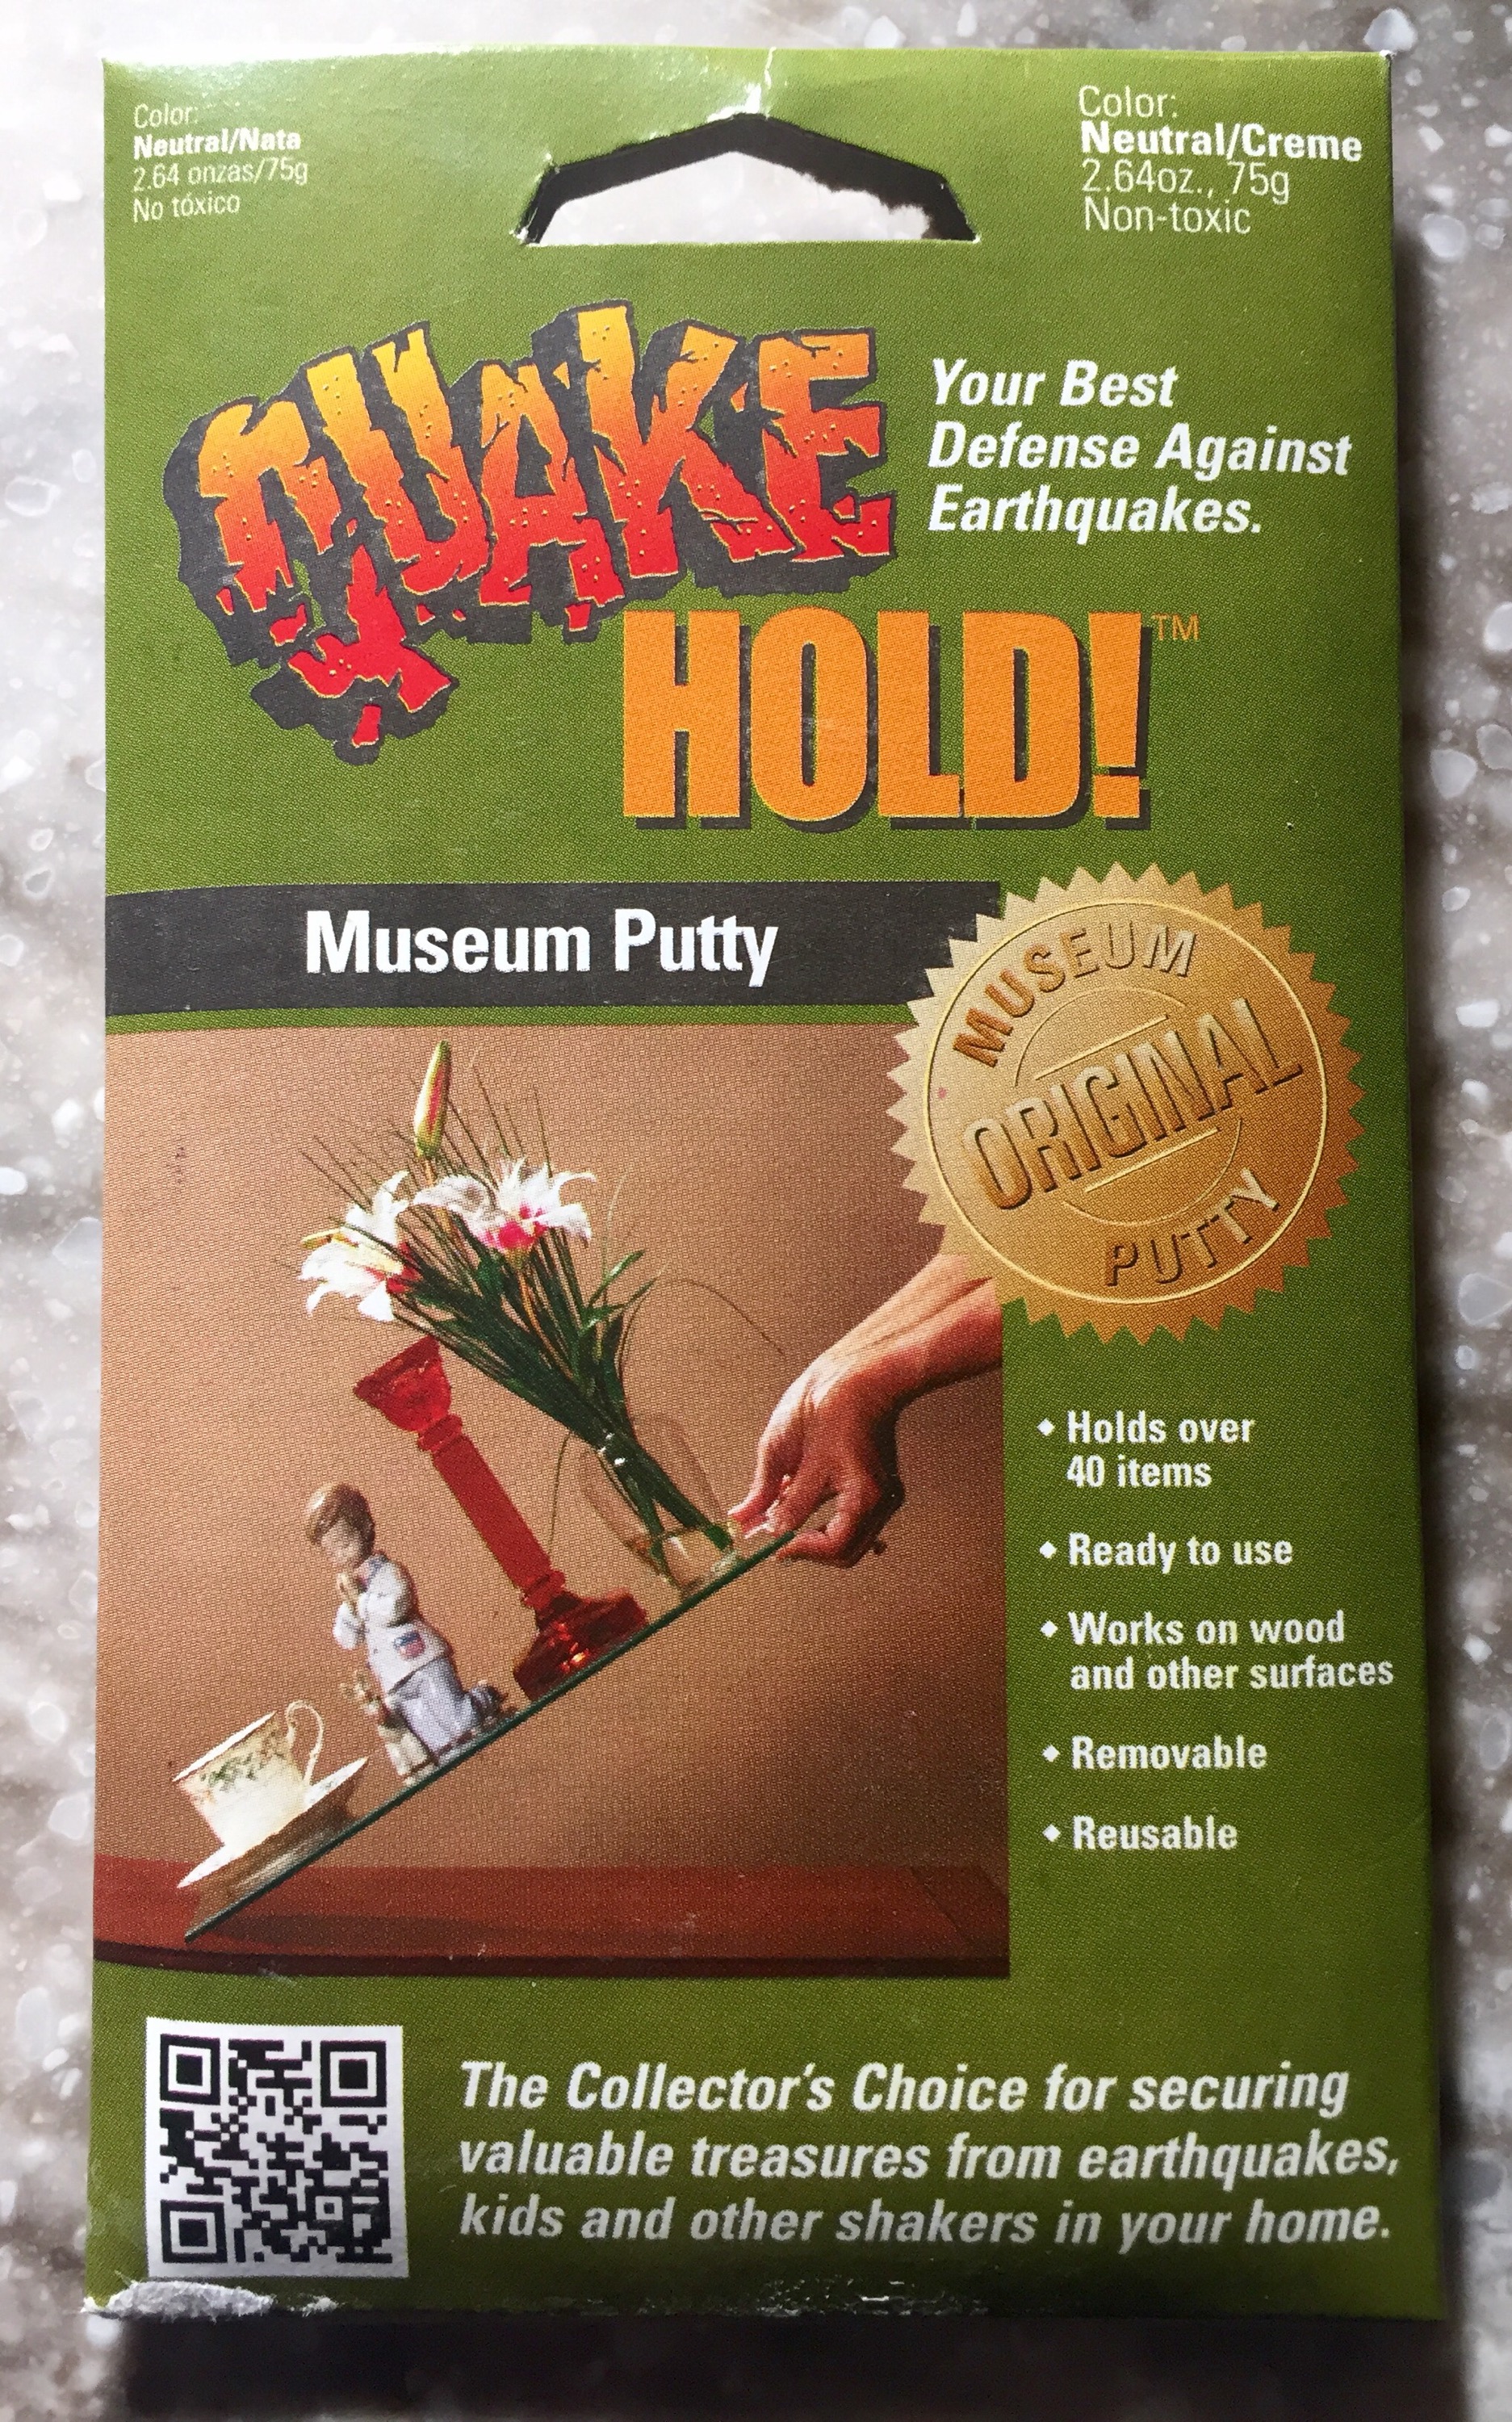 Color:
Neutral/Nata
2.64 onzas/75g
No tóxico
Color:
Neutral/Creme
2.64oz., 75g
Non-toxic
QUAKE
HOLD!™
Your Best
Defense Against
Earthquakes.
Museum Putty
MUSEUM
ORIGINAL
PUTTY
◆ Holds over
40 items
◆ Ready to use
◆ Works on wood
and other surfaces
◆ Removable
◆ Reusable
The Collector's Choice for securing
valuable treasures from earthquakes,
kids and other shakers in your home.